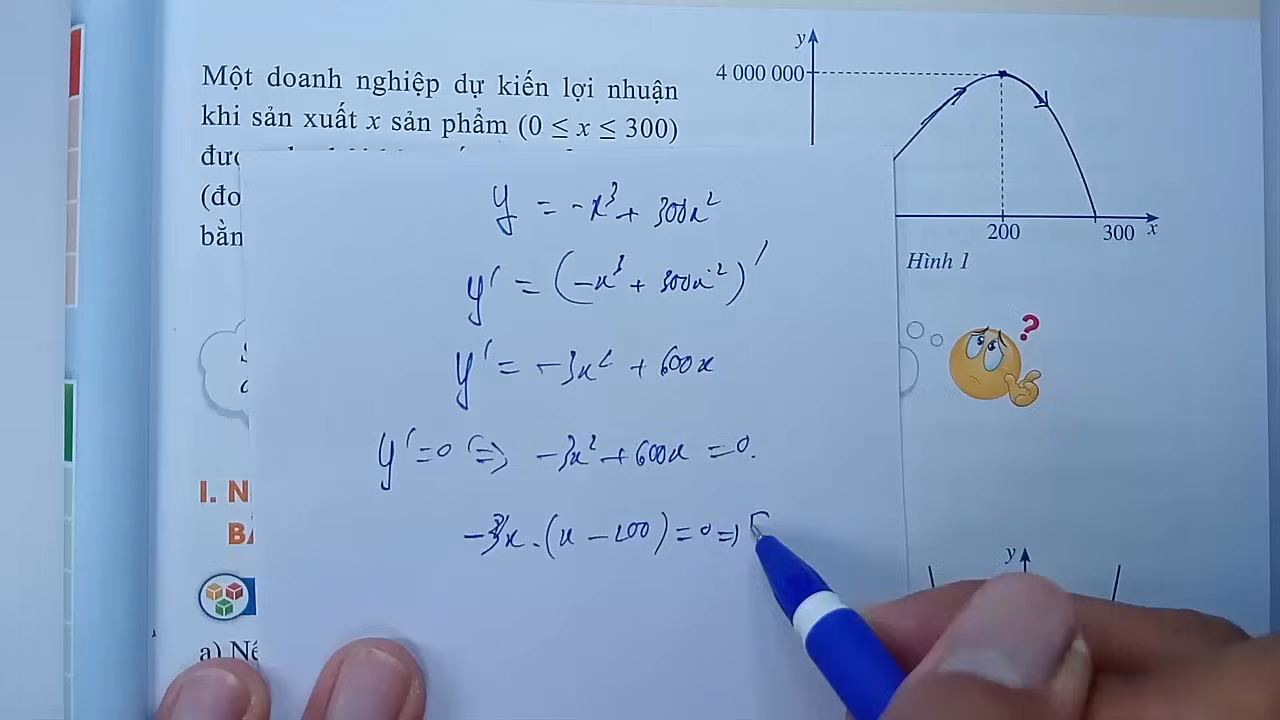 Một doanh nghiệp dự kiến lợi nhuận
khi sản xuất x sản phẩm (0 ≤ x ≤ 300)
(đo
bằn
y
4 000 000
200
300
x
Hình 1
?
y = -x³ + 300x²
y' = (-x³ + 300x²)'
y' = -3x² + 600x
y' = 0 (=) -3x² + 600x = 0.
-3x.(x - 200) = 0 =)
I. N
BÀ
a) Nế
y